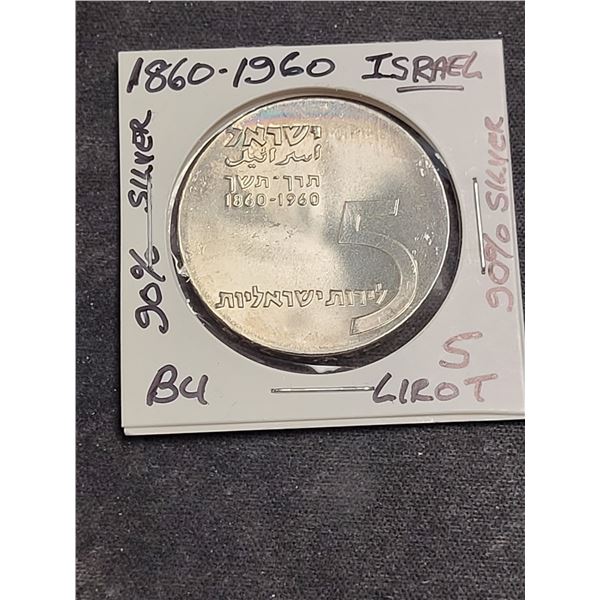 1860-1960 ISRAEL
90% SILVER
ישראל
اسرائيل
תרך-תשך
1860-1960
5
לירות ישראליות
90% SILVER
BU
5
LIROT